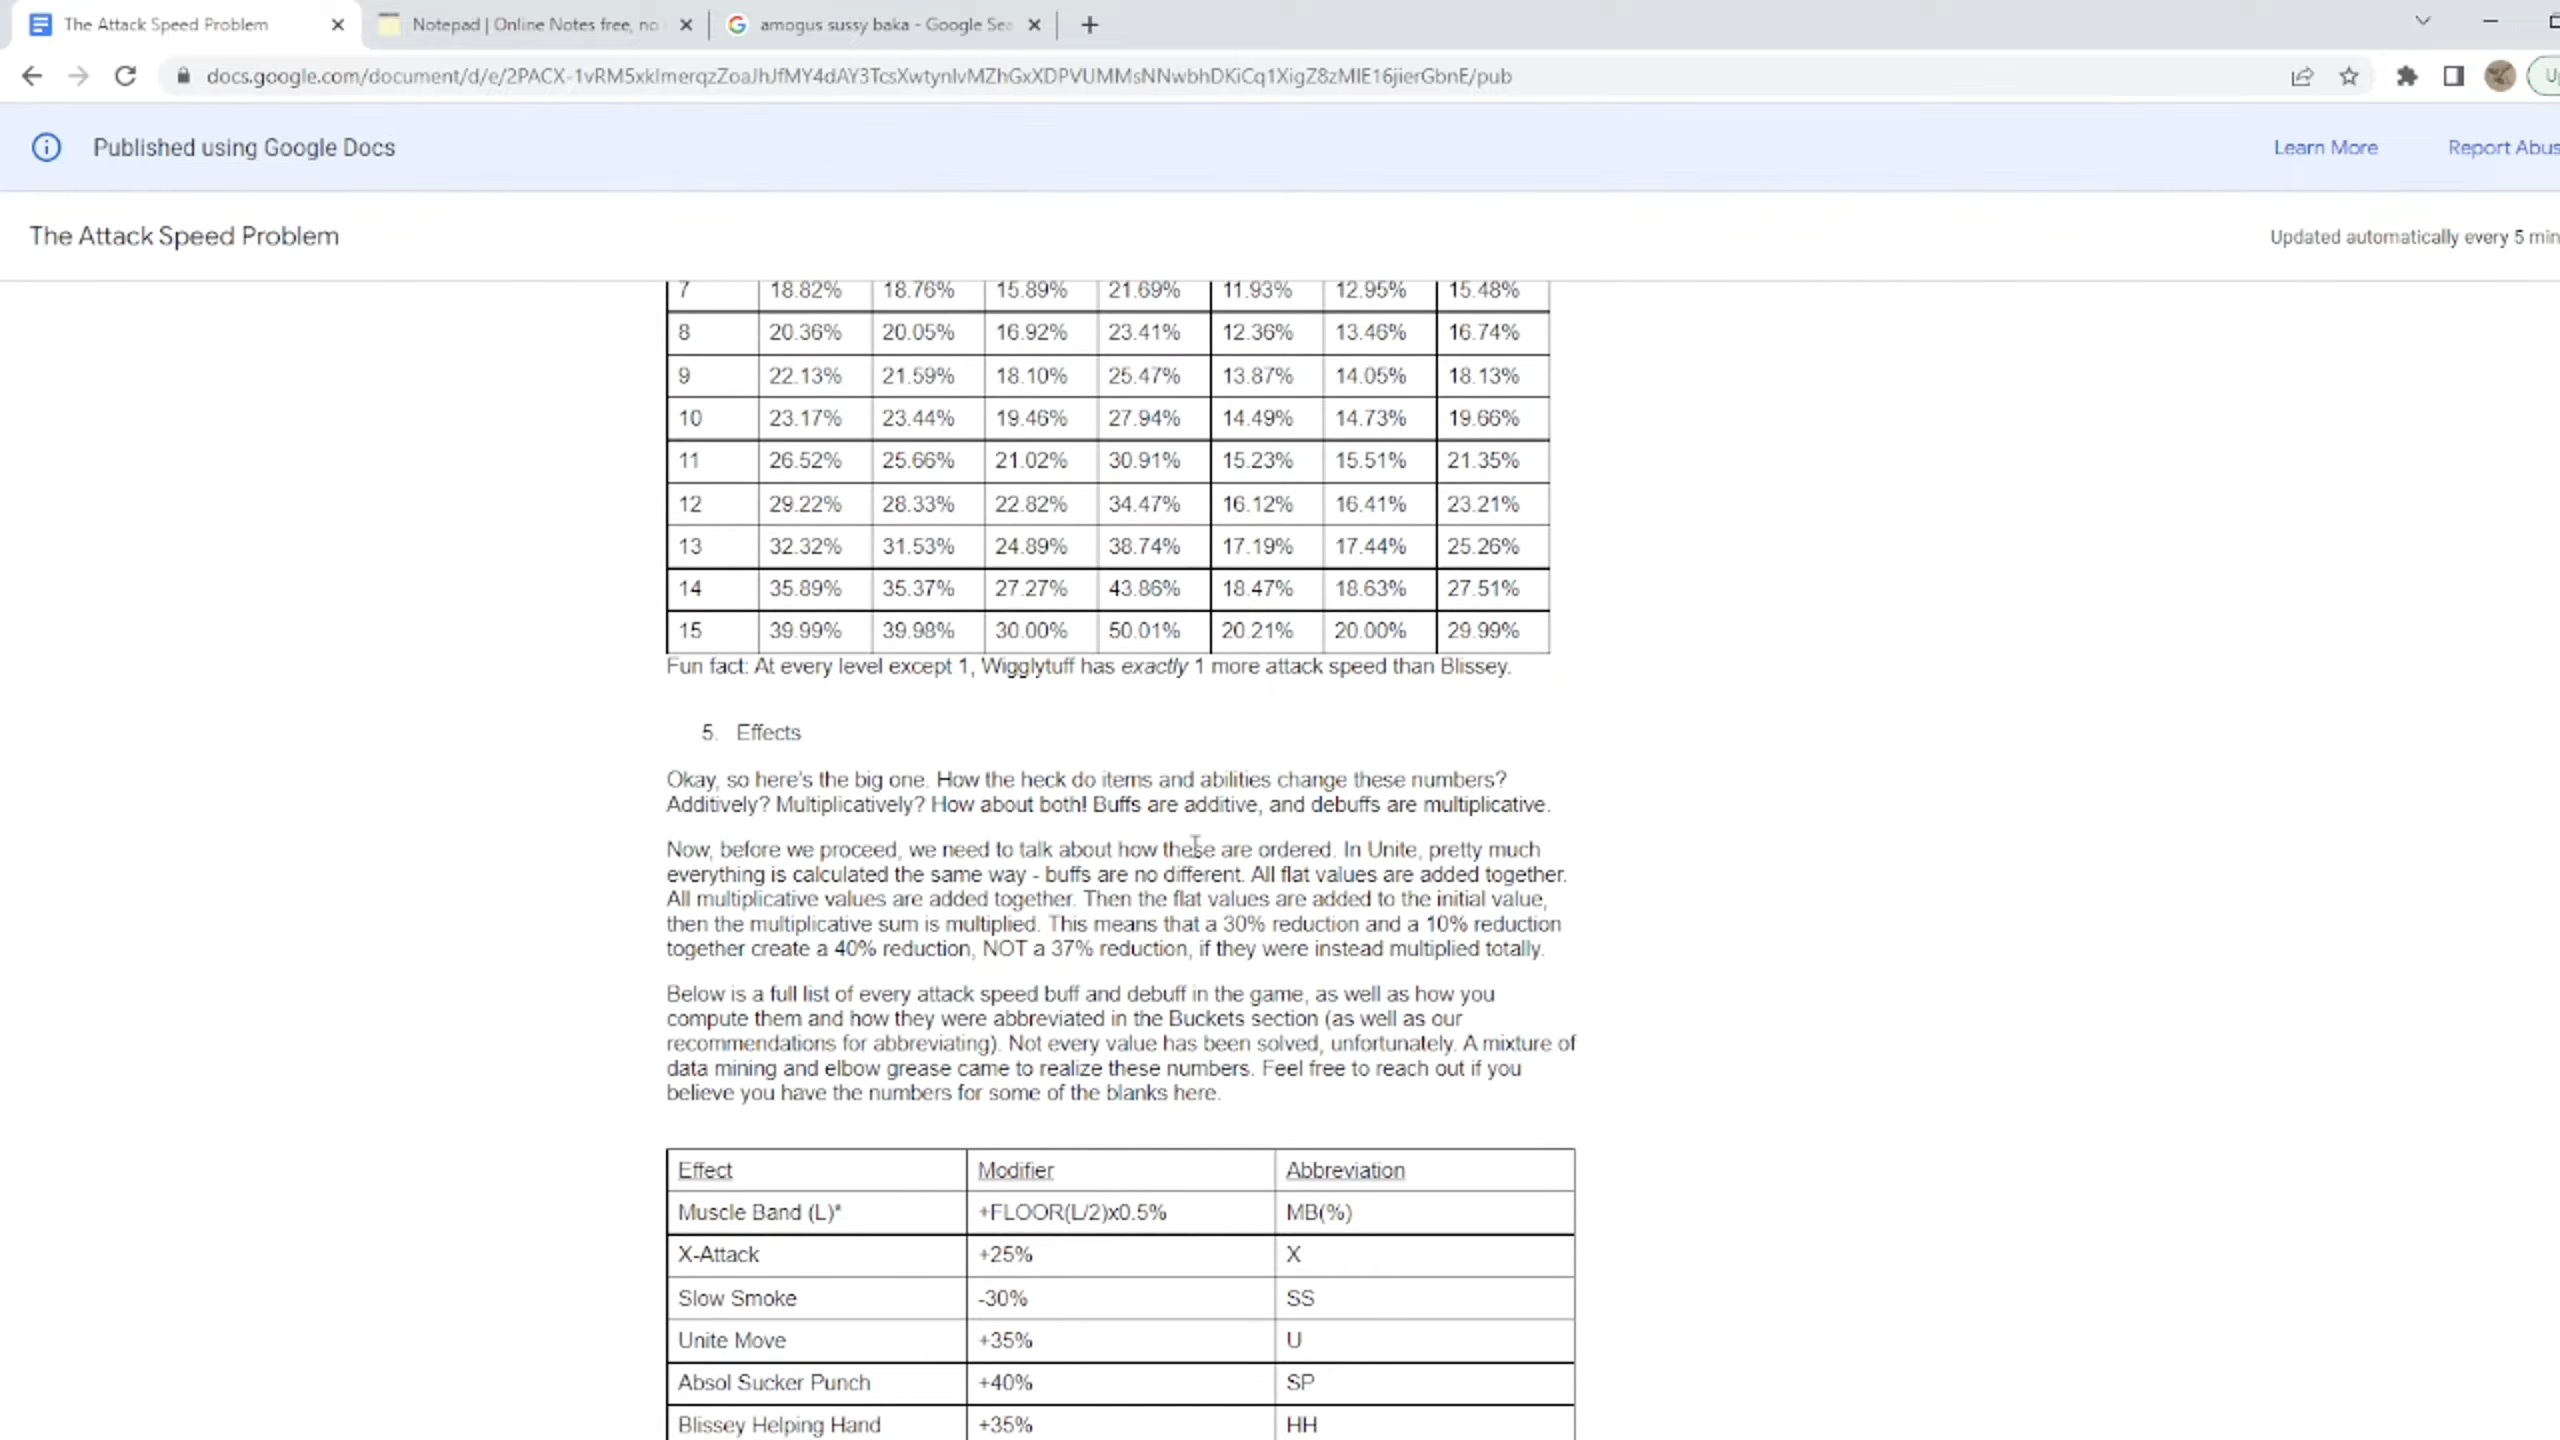 The Attack Speed Problem
Notepad | Online Notes free, no
amogus sussy baka - Google Sea
docs.google.com/document/d/e/2PACX-1vRM5xkImerqzZoaJhJfMY4dAY3TcsXwtynlvMZhGxXDPVUMMsNNwbhDKiCq1XigZ8zMlE16jierGbnE/pub
Published using Google Docs
Learn More
Report Abus
The Attack Speed Problem
Updated automatically every 5 min
7 18.82% 18.76% 15.89% 21.69% 11.93% 12.95% 15.48%
8 20.36% 20.05% 16.92% 23.41% 12.36% 13.46% 16.74%
9 22.13% 21.59% 18.10% 25.47% 13.87% 14.05% 18.13%
10 23.17% 23.44% 19.46% 27.94% 14.49% 14.73% 19.66%
11 26.52% 25.66% 21.02% 30.91% 15.23% 15.51% 21.35%
12 29.22% 28.33% 22.82% 34.47% 16.12% 16.41% 23.21%
13 32.32% 31.53% 24.89% 38.74% 17.19% 17.44% 25.26%
14 35.89% 35.37% 27.27% 43.86% 18.47% 18.63% 27.51%
15 39.99% 39.98% 30.00% 50.01% 20.21% 20.00% 29.99%
Fun fact: At every level except 1, Wigglytuff has exactly 1 more attack speed than Blissey.
5. Effects
Okay, so here's the big one. How the heck do items and abilities change these numbers?
Additively? Multiplicatively? How about both! Buffs are additive, and debuffs are multiplicative.
Now, before we proceed, we need to talk about how these are ordered. In Unite, pretty much
everything is calculated the same way - buffs are no different. All flat values are added together.
All multiplicative values are added together. Then the flat values are added to the initial value,
then the multiplicative sum is multiplied. This means that a 30% reduction and a 10% reduction
together create a 40% reduction, NOT a 37% reduction, if they were instead multiplied totally.
Below is a full list of every attack speed buff and debuff in the game, as well as how you
compute them and how they were abbreviated in the Buckets section (as well as our
recommendations for abbreviating). Not every value has been solved, unfortunately. A mixture of
data mining and elbow grease came to realize these numbers. Feel free to reach out if you
believe you have the numbers for some of the blanks here.
Effect Modifier Abbreviation
Muscle Band (L)* +FLOOR(L/2)x0.5% MB(%)
X-Attack +25% X
Slow Smoke -30% SS
Unite Move +35% U
Absol Sucker Punch +40% SP
Blissey Helping Hand +35% HH